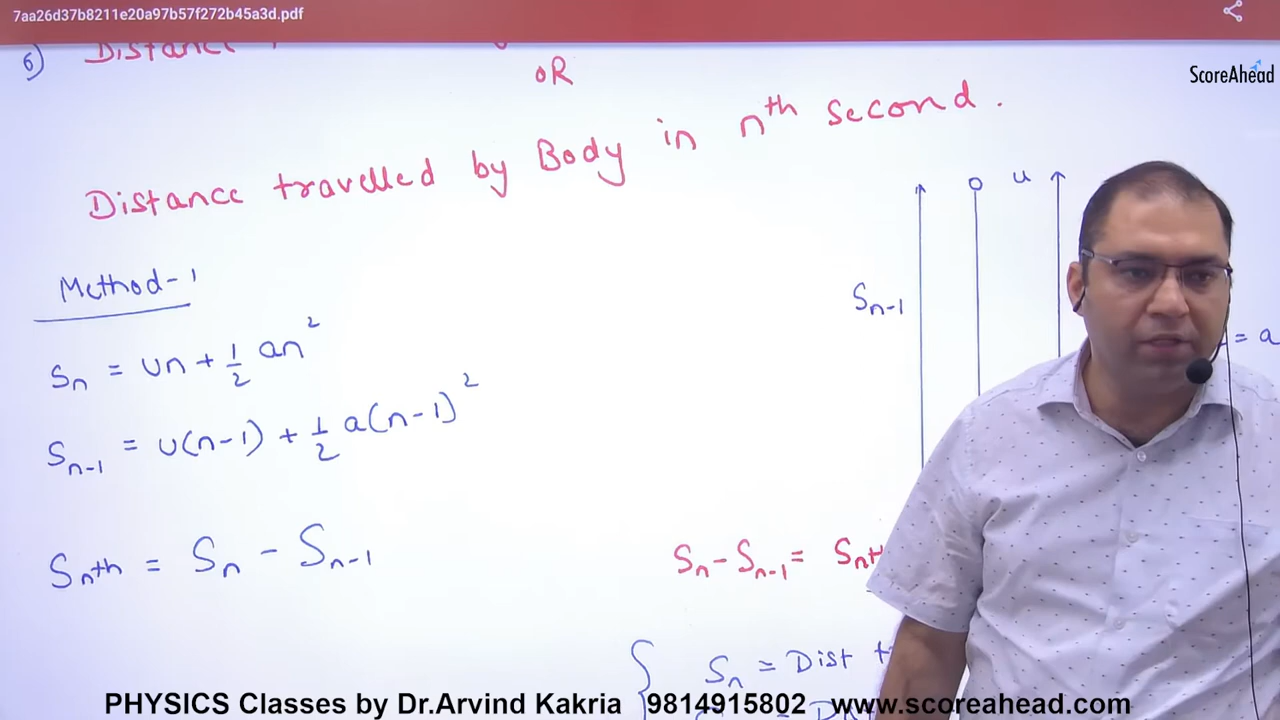 7aa26d37b8211e20a97b57f272b45a3d.pdf
ScoreAhead
6) Distance
OR
Distance travelled by Body in nth second.
u
Method-1
Sn-1
= a
Sn = un + 1/2 an²
Sn-1 = u(n-1) + 1/2 a(n-1)²
Snth = Sn - Sn-1
Sn - Sn-1 =
Sn = Dist
PHYSICS Classes by Dr.Arvind Kakria 9814915802 www.scoreahead.com